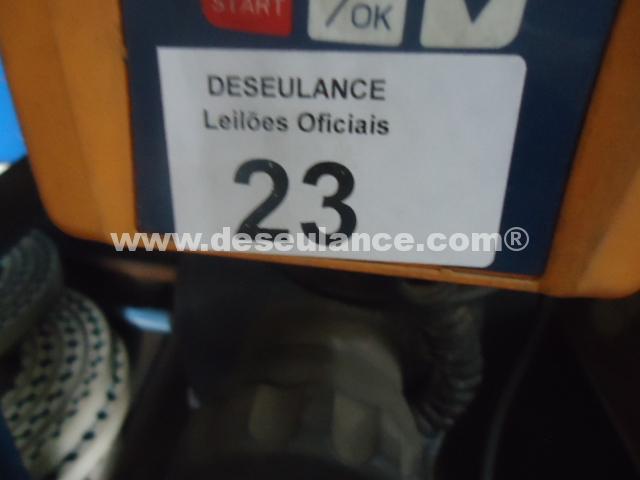 START
/OK
DESEULANCE
Leilões Oficiais
23
www.deseulance.com®